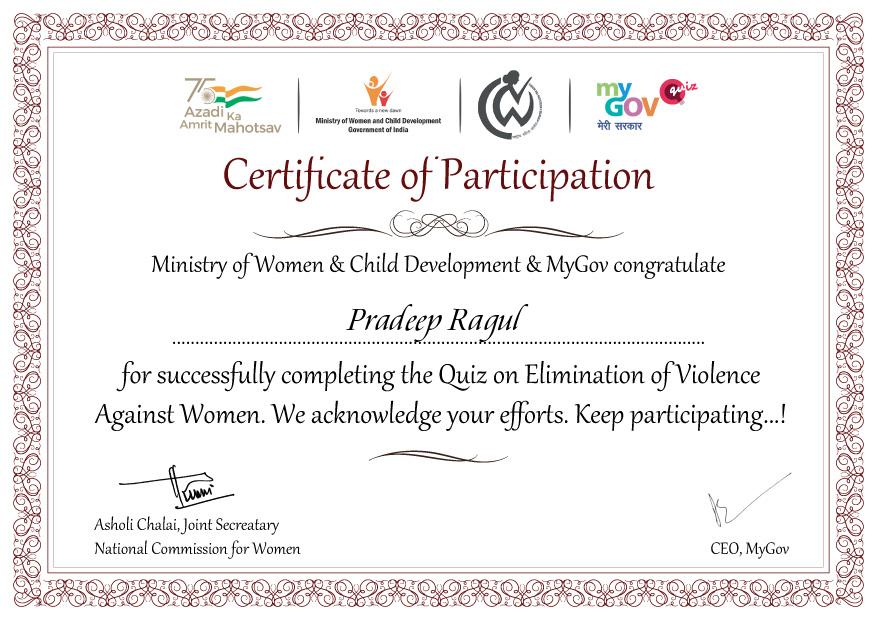 75
Azadi Ka
Amrit Mahotsav
Towards a new dawn
Ministry of Women and Child Development
Government of India
my
GOV quiz
मेरी सरकार
Certificate of Participation
Ministry of Women & Child Development & MyGov congratulate
Pradeep Ragul
for successfully completing the Quiz on Elimination of Violence
Against Women. We acknowledge your efforts. Keep participating...!
Asholi Chalai, Joint Secreatary
National Commission for Women
CEO, MyGov